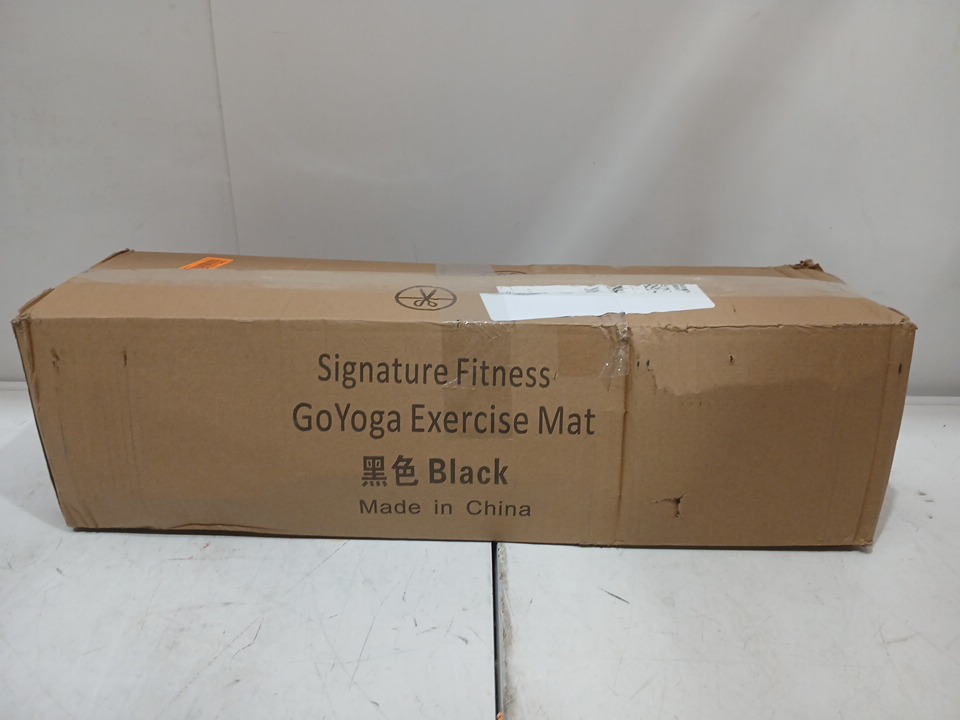 Signature Fitness
GoYoga Exercise Mat
黑色 Black
Made in China